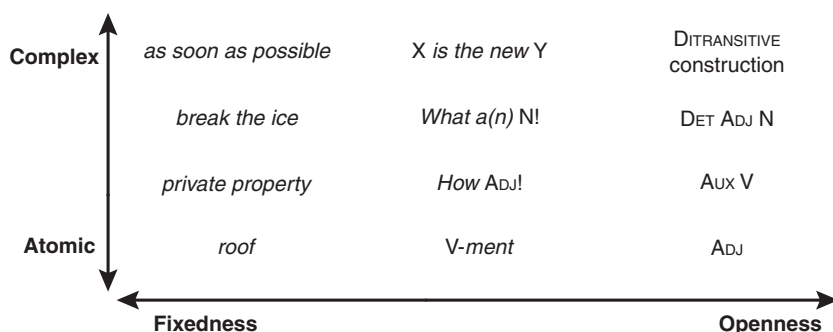 Complex as soon as possible X is the new Y DITRANSITIVE
construction
break the ice What a(n) N! DET ADJ N
private property How ADJ! AUX V
Atomic roof V-ment ADJ
Fixedness Openness